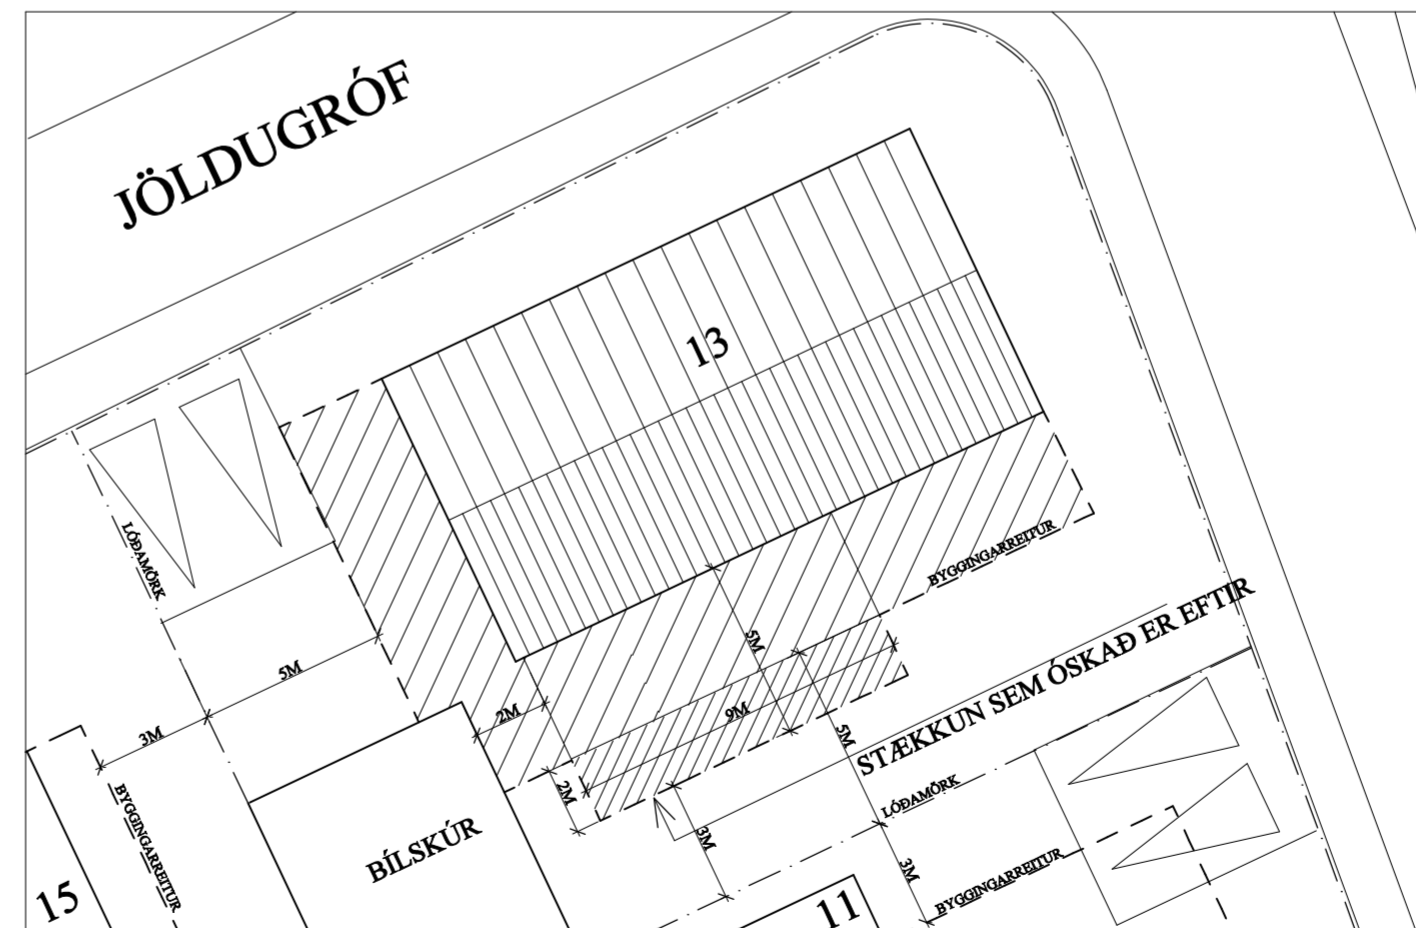 JÖLDUGRÓF
13
LÓÐAMÖRK
BYGGINGARREITUR
5M
5M
STÆKKUN SEM ÓSKAÐ ER EFTIR
2M
9M
3M
5M
LÓÐAMÖRK
BYGGINGARREITUR
2M
BÍLSKÚR
3M
3M
BYGGINGARREITUR
15
11